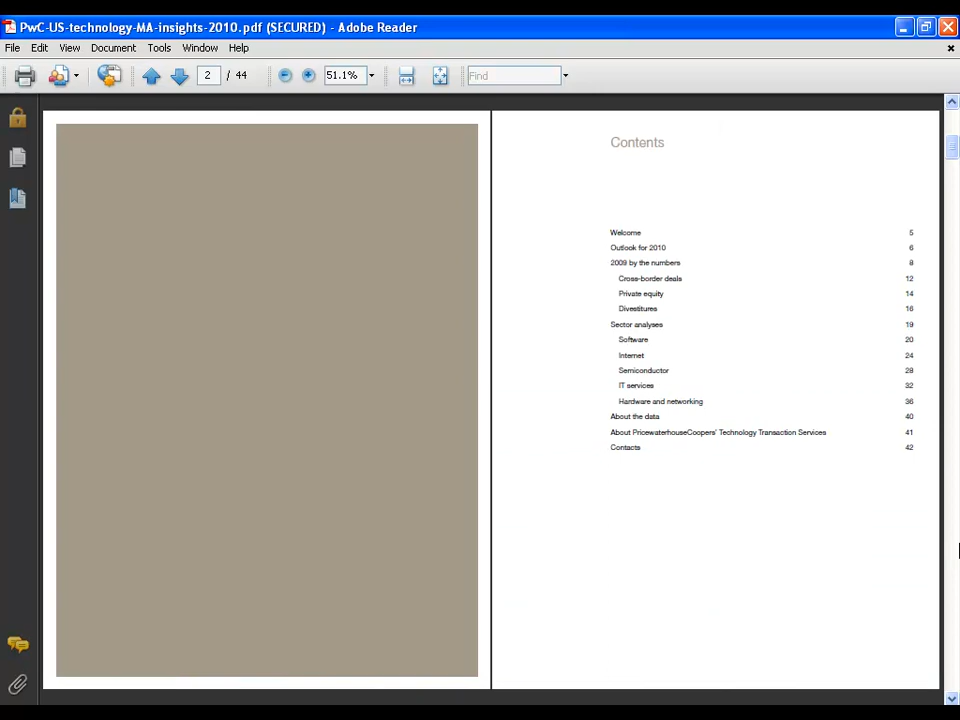 PwC-US-technology-MA-insights-2010.pdf (SECURED) - Adobe Reader
File Edit View Document Tools Window Help
2 / 44 51.1% Find
Contents
Welcome 5
Outlook for 2010 6
2009 by the numbers 8
Cross-border deals 12
Private equity 14
Divestitures 16
Sector analyses 19
Software 20
Internet 24
Semiconductor 28
IT services 32
Hardware and networking 36
About the data 40
About PricewaterhouseCoopers' Technology Transaction Services 41
Contacts 42